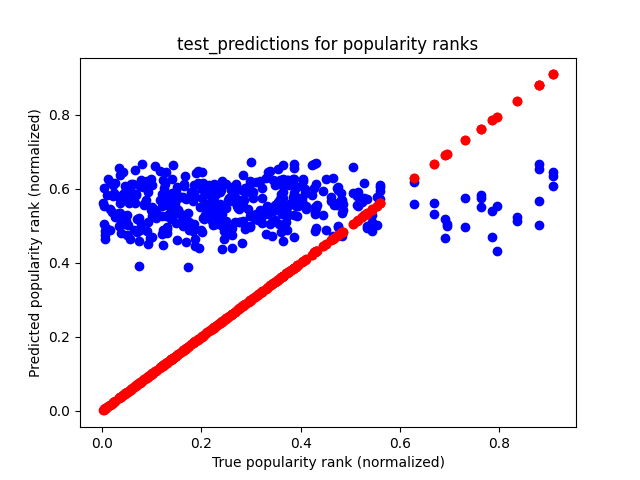 test_predictions for popularity ranks
Predicted popularity rank (normalized)
0.8
0.6
0.4
0.2
0.0
0.0 0.2 0.4 0.6 0.8
True popularity rank (normalized)